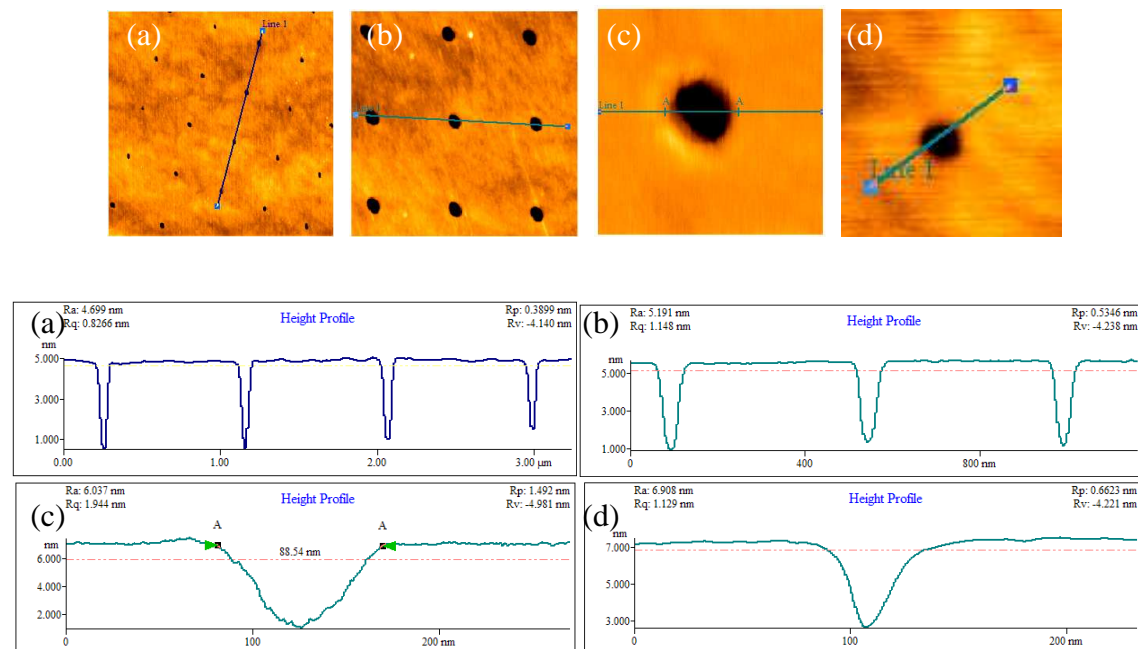 (a)
Line 1
(b)
Line 1
(c)
Line 1
A
A
(d)
Line 1
(a)
Ra: 4.699 nm
Rq: 0.8266 nm
Height Profile
Rp: 0.3899 nm
Rv: -4.140 nm
nm
5.000
3.000
1.000
0.00
1.00
2.00
3.00 µm
(b)
Ra: 5.191 nm
Rq: 1.148 nm
Height Profile
Rp: 0.5346 nm
Rv: -4.238 nm
nm
5.000
3.000
1.000
0
400
800 nm
(c)
Ra: 6.037 nm
Rq: 1.944 nm
Height Profile
Rp: 1.492 nm
Rv: -4.981 nm
nm
A
A
88.54 nm
6.000
4.000
2.000
0
100
200 nm
(d)
Ra: 6.908 nm
Rq: 1.129 nm
Height Profile
Rp: 0.6623 nm
Rv: -4.221 nm
nm
7.000
5.000
3.000
0
100
200 nm